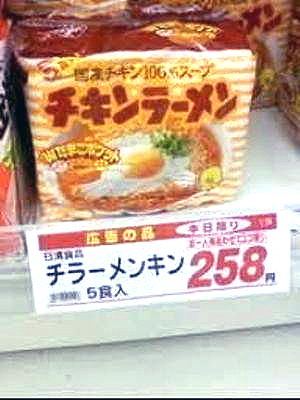 国産チキン100%スープ
チキンラーメン
広告の品
本日限り
日清食品
チラーメンキン
5食入
258円